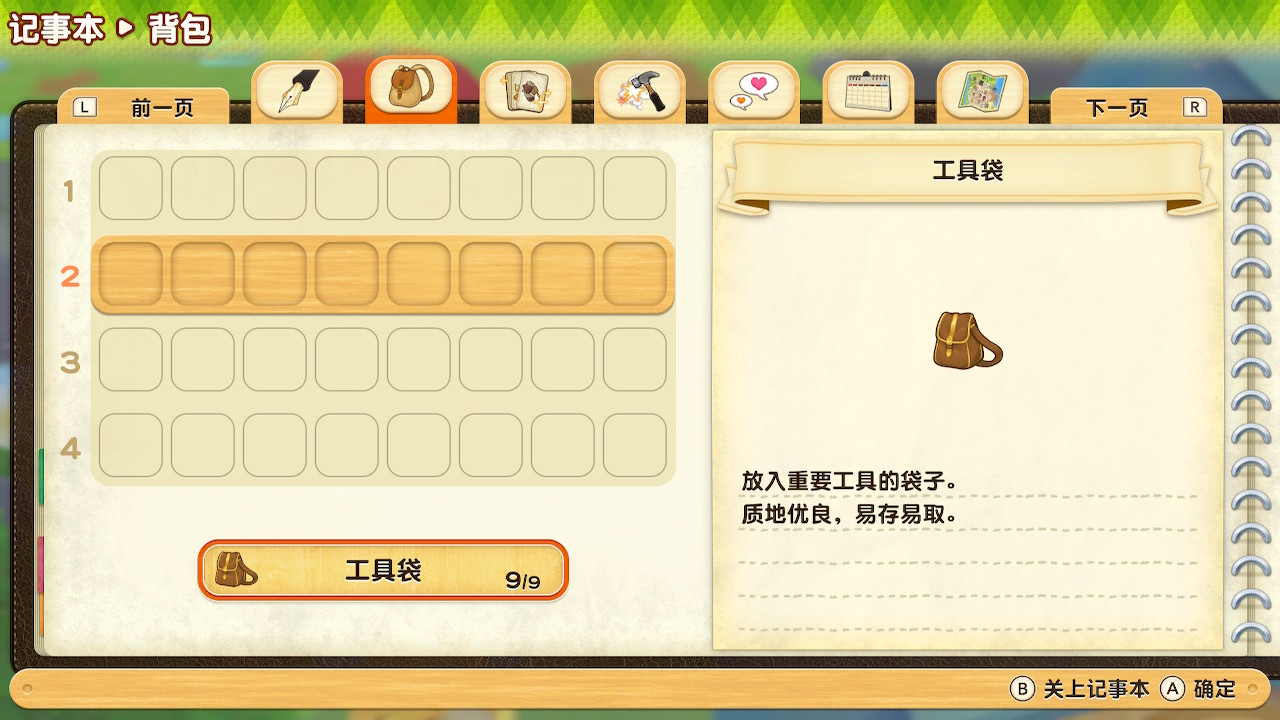 记事本 ▶ 背包
L 前一页
下一页 R
1
2
3
4
工具袋 9/9
工具袋
放入重要工具的袋子。
质地优良，易存易取。
B 关上记事本 A 确定